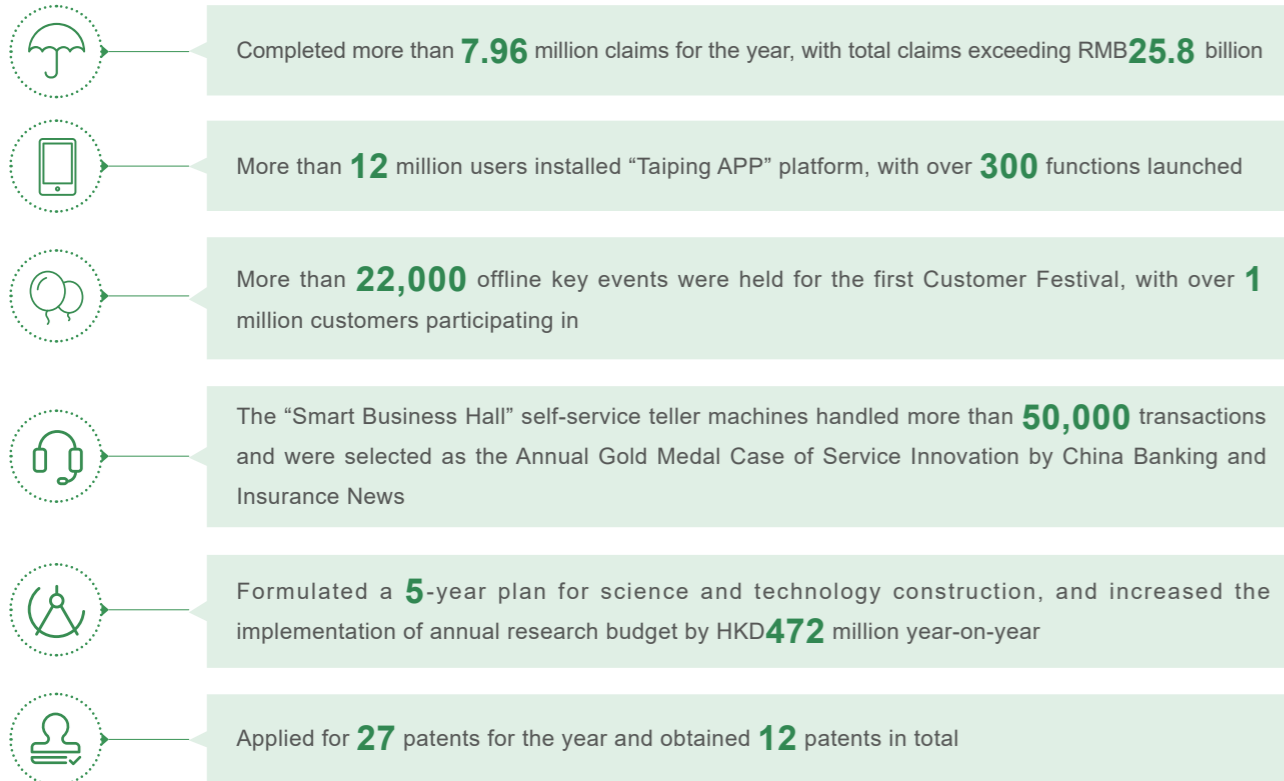 Completed more than 7.96 million claims for the year, with total claims exceeding RMB25.8 billion
More than 12 million users installed “Taiping APP” platform, with over 300 functions launched
More than 22,000 offline key events were held for the first Customer Festival, with over 1
million customers participating in
The “Smart Business Hall” self-service teller machines handled more than 50,000 transactions
and were selected as the Annual Gold Medal Case of Service Innovation by China Banking and
Insurance News
Formulated a 5-year plan for science and technology construction, and increased the
implementation of annual research budget by HKD472 million year-on-year
Applied for 27 patents for the year and obtained 12 patents in total